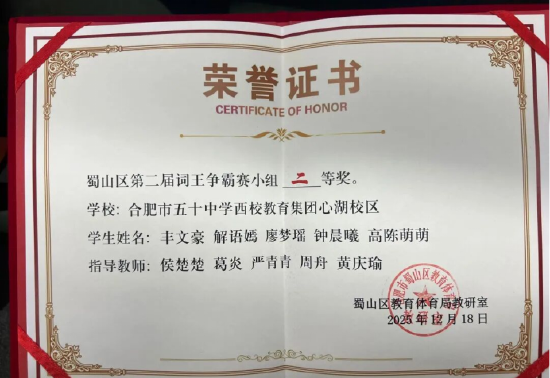 荣誉证书
CERTIFICATE OF HONOR
蜀山区第二届词王争霸赛小组 二 等奖。
学校: 合肥市五十中学西校教育集团心湖校区
学生姓名: 丰文豪 解语嫣 廖梦瑶 钟晨曦 高陈萌萌
指导教师: 侯楚楚 葛炎 严青青 周舟 黄庆瑜
蜀山区教育体育局教研室
2025年12月18日